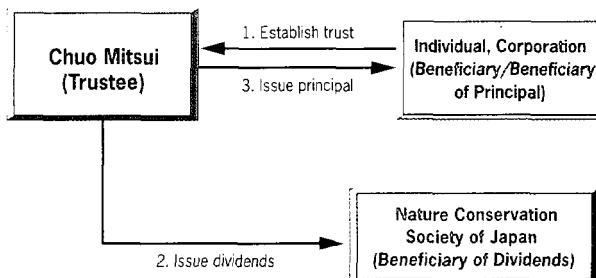 1. Establish trust
Chuo Mitsui
(Trustee)
3. Issue principal
Individual, Corporation
(Beneficiary/Beneficiary
of Principal)
2. Issue dividends
Nature Conservation
Society of Japan
(Beneficiary of Dividends)